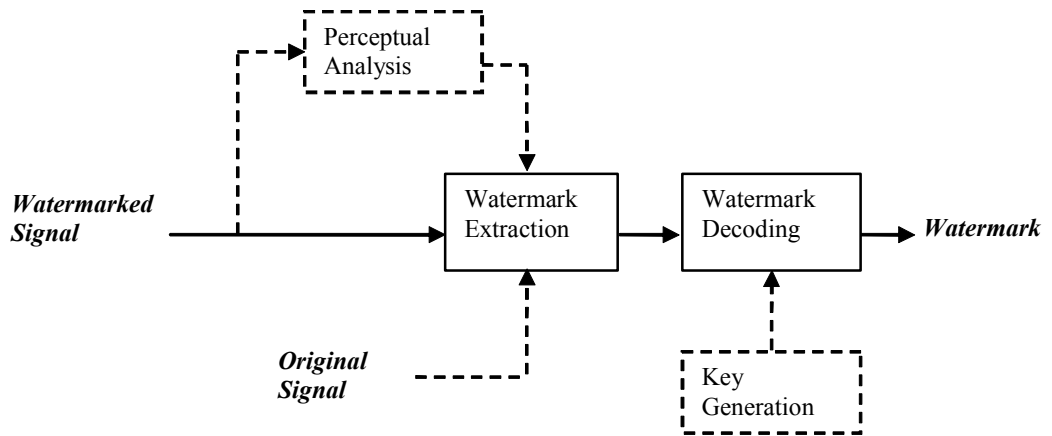 Perceptual
Analysis
Watermarked
Signal
Watermark
Extraction
Watermark
Decoding
Watermark
Original
Signal
Key
Generation